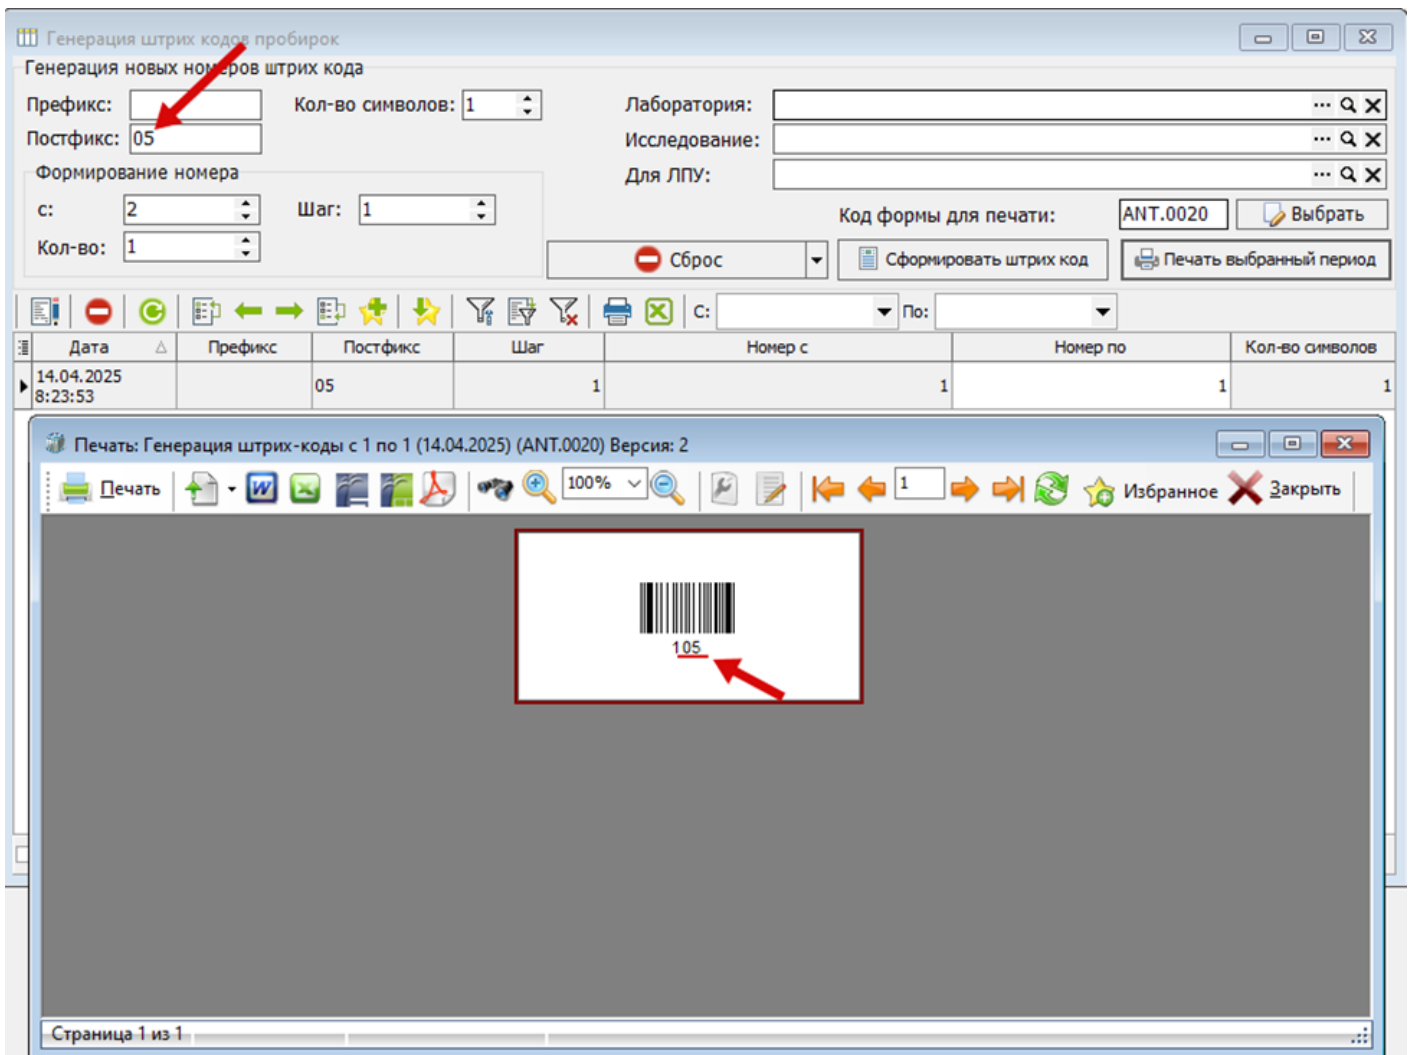 Генерация штрих кодов пробирок
Генерация новых номеров штрих кода
Префикс: Кол-во символов: 1 Лаборатория:
Постфикс: 05 Исследование:
Формирование номера Для ЛПУ:
с: 2 Шаг: 1 Код формы для печати: ANT.0020 Выбрать
Кол-во: 1 Сброс Сформировать штрих код Печать выбранный период
С: По:
Дата Префикс Постфикс Шаг Номер с Номер по Кол-во символов
14.04.2025
8:23:53 05 1 1 1 1
Печать: Генерация штрих-коды с 1 по 1 (14.04.2025) (ANT.0020) Версия: 2
Печать 100% 1 Избранное Закрыть
105
Страница 1 из 1